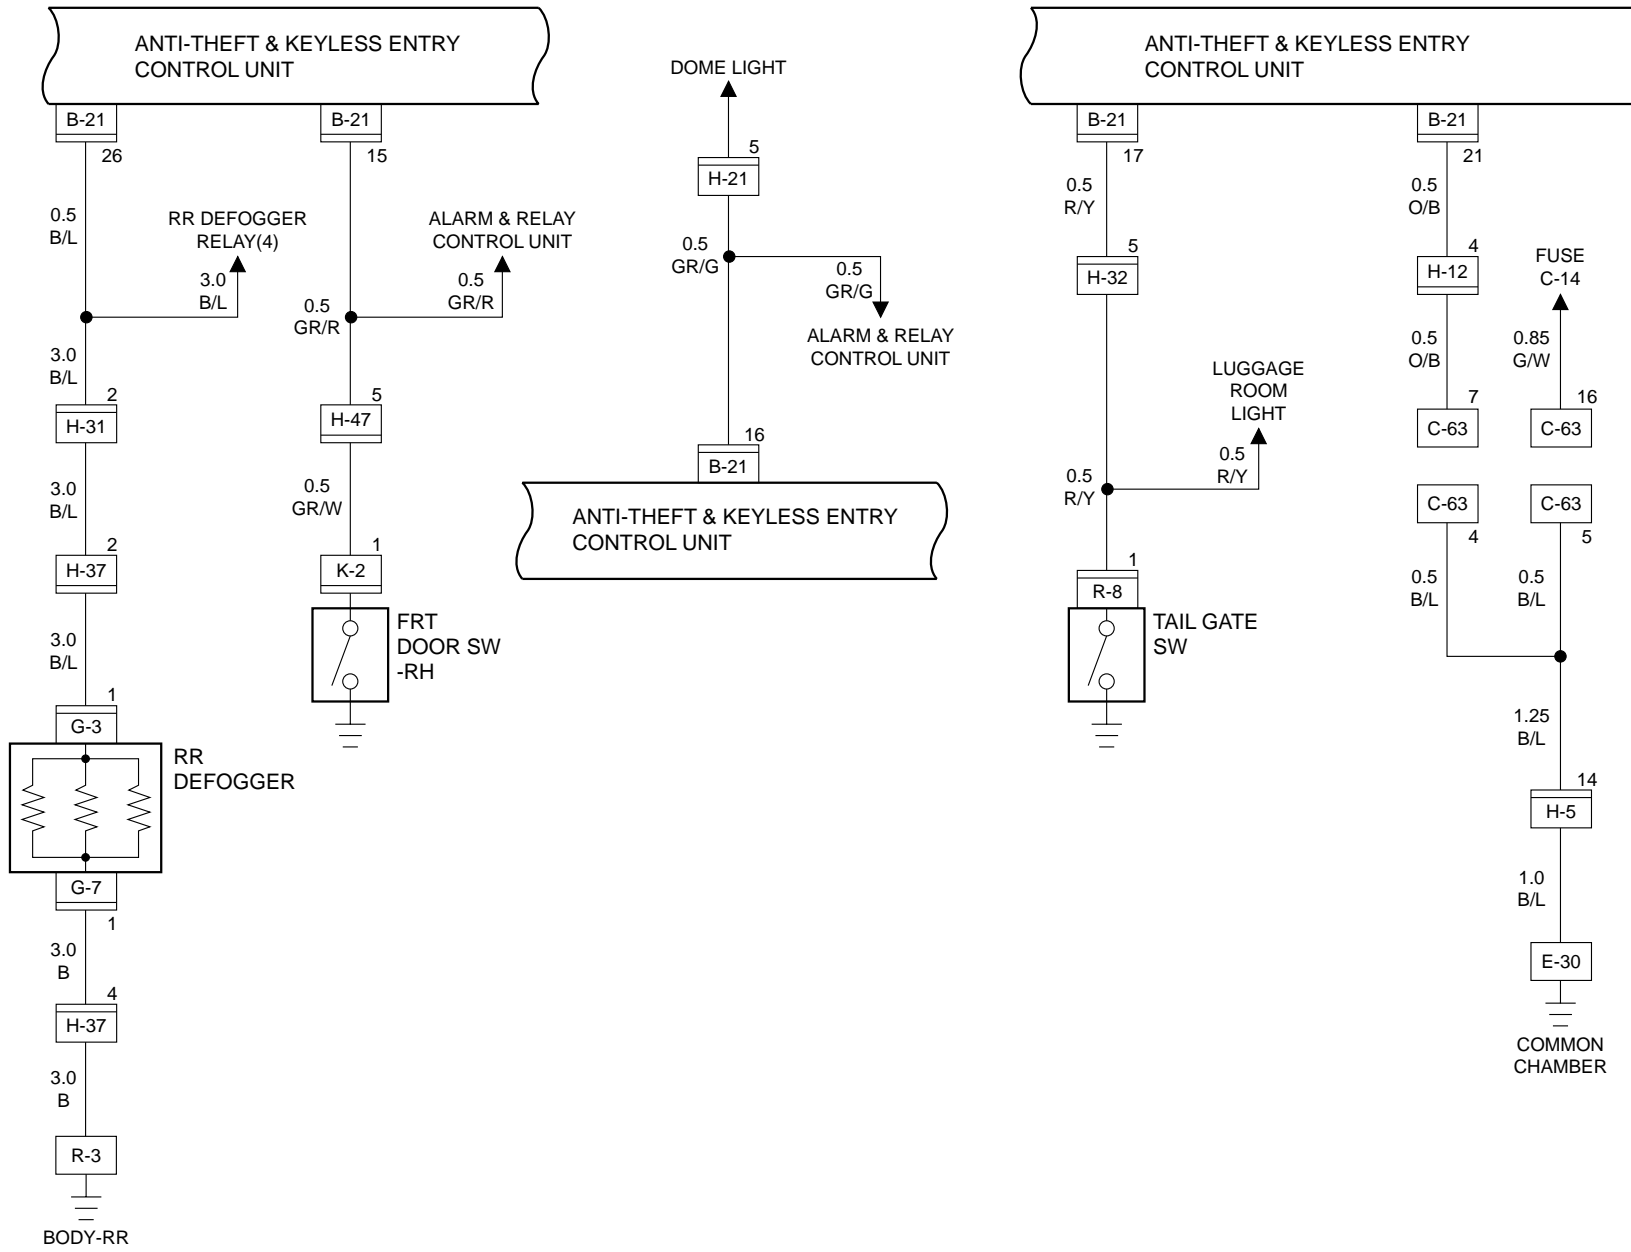 ANTI-THEFT & KEYLESS ENTRY
CONTROL UNIT
B-21
26
0.5
B/L
RR DEFOGGER
RELAY(4)
3.0
B/L
3.0
B/L
2
H-31
3.0
B/L
2
H-37
3.0
B/L
1
G-3
RR
DEFOGGER
G-7
1
3.0
B
4
H-37
3.0
B
R-3
BODY-RR
B-21
15
ALARM & RELAY
CONTROL UNIT
0.5
GR/R
0.5
GR/R
5
H-47
0.5
GR/W
1
K-2
FRT
DOOR SW
-RH
DOME LIGHT
5
H-21
0.5
GR/G
0.5
GR/G
ALARM & RELAY
CONTROL UNIT
16
B-21
ANTI-THEFT & KEYLESS ENTRY
CONTROL UNIT
ANTI-THEFT & KEYLESS ENTRY
CONTROL UNIT
B-21
17
0.5
R/Y
5
H-32
LUGGAGE
ROOM
LIGHT
0.5
R/Y
0.5
R/Y
1
R-8
TAIL GATE
SW
B-21
21
0.5
O/B
4
H-12
0.5
O/B
7
C-63
FUSE
C-14
0.85
G/W
16
C-63
C-63
4
0.5
B/L
C-63
5
0.5
B/L
1.25
B/L
14
H-5
1.0
B/L
E-30
COMMON
CHAMBER